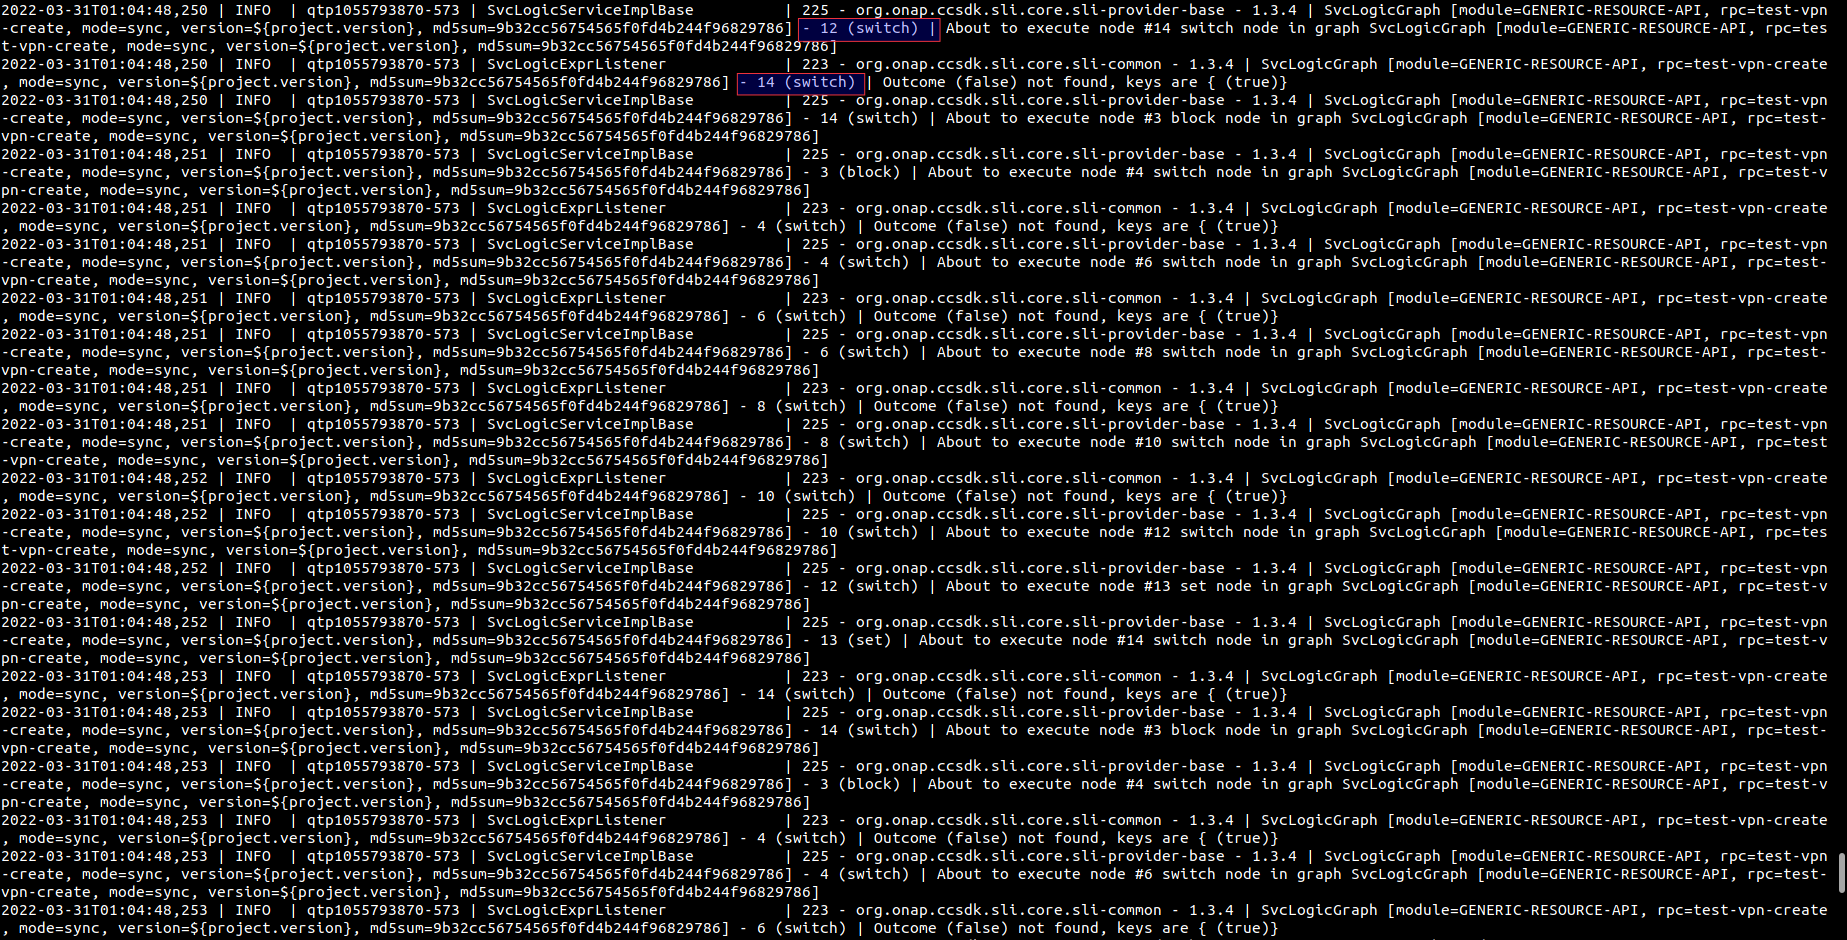 2022-03-31T01:04:48,250 | INFO  | qtp1055793870-573 | SvcLogicServiceImplBase          | 225 - org.onap.ccsdk.sli.core.sli-provider-base - 1.3.4 | SvcLogicGraph [module=GENERIC-RESOURCE-API, rpc=test-vpn
-create, mode=sync, version=${project.version}, md5sum=9b32cc56754565f0fd4b244f96829786] - 12 (switch) | About to execute node #14 switch node in graph SvcLogicGraph [module=GENERIC-RESOURCE-API, rpc=tes
t-vpn-create, mode=sync, version=${project.version}, md5sum=9b32cc56754565f0fd4b244f96829786]
2022-03-31T01:04:48,250 | INFO  | qtp1055793870-573 | SvcLogicExprListener             | 223 - org.onap.ccsdk.sli.core.sli-common - 1.3.4 | SvcLogicGraph [module=GENERIC-RESOURCE-API, rpc=test-vpn-create
, mode=sync, version=${project.version}, md5sum=9b32cc56754565f0fd4b244f96829786] - 14 (switch) | Outcome (false) not found, keys are { (true)}
2022-03-31T01:04:48,250 | INFO  | qtp1055793870-573 | SvcLogicServiceImplBase          | 225 - org.onap.ccsdk.sli.core.sli-provider-base - 1.3.4 | SvcLogicGraph [module=GENERIC-RESOURCE-API, rpc=test-vpn
-create, mode=sync, version=${project.version}, md5sum=9b32cc56754565f0fd4b244f96829786] - 14 (switch) | About to execute node #3 block node in graph SvcLogicGraph [module=GENERIC-RESOURCE-API, rpc=test-
vpn-create, mode=sync, version=${project.version}, md5sum=9b32cc56754565f0fd4b244f96829786]
2022-03-31T01:04:48,251 | INFO  | qtp1055793870-573 | SvcLogicServiceImplBase          | 225 - org.onap.ccsdk.sli.core.sli-provider-base - 1.3.4 | SvcLogicGraph [module=GENERIC-RESOURCE-API, rpc=test-vpn
-create, mode=sync, version=${project.version}, md5sum=9b32cc56754565f0fd4b244f96829786] - 3 (block) | About to execute node #4 switch node in graph SvcLogicGraph [module=GENERIC-RESOURCE-API, rpc=test-v
pn-create, mode=sync, version=${project.version}, md5sum=9b32cc56754565f0fd4b244f96829786]
2022-03-31T01:04:48,251 | INFO  | qtp1055793870-573 | SvcLogicExprListener             | 223 - org.onap.ccsdk.sli.core.sli-common - 1.3.4 | SvcLogicGraph [module=GENERIC-RESOURCE-API, rpc=test-vpn-create
, mode=sync, version=${project.version}, md5sum=9b32cc56754565f0fd4b244f96829786] - 4 (switch) | Outcome (false) not found, keys are { (true)}
2022-03-31T01:04:48,251 | INFO  | qtp1055793870-573 | SvcLogicServiceImplBase          | 225 - org.onap.ccsdk.sli.core.sli-provider-base - 1.3.4 | SvcLogicGraph [module=GENERIC-RESOURCE-API, rpc=test-vpn
-create, mode=sync, version=${project.version}, md5sum=9b32cc56754565f0fd4b244f96829786] - 4 (switch) | About to execute node #6 switch node in graph SvcLogicGraph [module=GENERIC-RESOURCE-API, rpc=test-
vpn-create, mode=sync, version=${project.version}, md5sum=9b32cc56754565f0fd4b244f96829786]
2022-03-31T01:04:48,251 | INFO  | qtp1055793870-573 | SvcLogicExprListener             | 223 - org.onap.ccsdk.sli.core.sli-common - 1.3.4 | SvcLogicGraph [module=GENERIC-RESOURCE-API, rpc=test-vpn-create
, mode=sync, version=${project.version}, md5sum=9b32cc56754565f0fd4b244f96829786] - 6 (switch) | Outcome (false) not found, keys are { (true)}
2022-03-31T01:04:48,251 | INFO  | qtp1055793870-573 | SvcLogicServiceImplBase          | 225 - org.onap.ccsdk.sli.core.sli-provider-base - 1.3.4 | SvcLogicGraph [module=GENERIC-RESOURCE-API, rpc=test-vpn
-create, mode=sync, version=${project.version}, md5sum=9b32cc56754565f0fd4b244f96829786] - 6 (switch) | About to execute node #8 switch node in graph SvcLogicGraph [module=GENERIC-RESOURCE-API, rpc=test-
vpn-create, mode=sync, version=${project.version}, md5sum=9b32cc56754565f0fd4b244f96829786]
2022-03-31T01:04:48,251 | INFO  | qtp1055793870-573 | SvcLogicExprListener             | 223 - org.onap.ccsdk.sli.core.sli-common - 1.3.4 | SvcLogicGraph [module=GENERIC-RESOURCE-API, rpc=test-vpn-create
, mode=sync, version=${project.version}, md5sum=9b32cc56754565f0fd4b244f96829786] - 8 (switch) | Outcome (false) not found, keys are { (true)}
2022-03-31T01:04:48,251 | INFO  | qtp1055793870-573 | SvcLogicServiceImplBase          | 225 - org.onap.ccsdk.sli.core.sli-provider-base - 1.3.4 | SvcLogicGraph [module=GENERIC-RESOURCE-API, rpc=test-vpn
-create, mode=sync, version=${project.version}, md5sum=9b32cc56754565f0fd4b244f96829786] - 8 (switch) | About to execute node #10 switch node in graph SvcLogicGraph [module=GENERIC-RESOURCE-API, rpc=test
-vpn-create, mode=sync, version=${project.version}, md5sum=9b32cc56754565f0fd4b244f96829786]
2022-03-31T01:04:48,252 | INFO  | qtp1055793870-573 | SvcLogicExprListener             | 223 - org.onap.ccsdk.sli.core.sli-common - 1.3.4 | SvcLogicGraph [module=GENERIC-RESOURCE-API, rpc=test-vpn-create
, mode=sync, version=${project.version}, md5sum=9b32cc56754565f0fd4b244f96829786] - 10 (switch) | Outcome (false) not found, keys are { (true)}
2022-03-31T01:04:48,252 | INFO  | qtp1055793870-573 | SvcLogicServiceImplBase          | 225 - org.onap.ccsdk.sli.core.sli-provider-base - 1.3.4 | SvcLogicGraph [module=GENERIC-RESOURCE-API, rpc=test-vpn
-create, mode=sync, version=${project.version}, md5sum=9b32cc56754565f0fd4b244f96829786] - 10 (switch) | About to execute node #12 switch node in graph SvcLogicGraph [module=GENERIC-RESOURCE-API, rpc=tes
t-vpn-create, mode=sync, version=${project.version}, md5sum=9b32cc56754565f0fd4b244f96829786]
2022-03-31T01:04:48,252 | INFO  | qtp1055793870-573 | SvcLogicServiceImplBase          | 225 - org.onap.ccsdk.sli.core.sli-provider-base - 1.3.4 | SvcLogicGraph [module=GENERIC-RESOURCE-API, rpc=test-vpn
-create, mode=sync, version=${project.version}, md5sum=9b32cc56754565f0fd4b244f96829786] - 12 (switch) | About to execute node #13 set node in graph SvcLogicGraph [module=GENERIC-RESOURCE-API, rpc=test-v
pn-create, mode=sync, version=${project.version}, md5sum=9b32cc56754565f0fd4b244f96829786]
2022-03-31T01:04:48,252 | INFO  | qtp1055793870-573 | SvcLogicServiceImplBase          | 225 - org.onap.ccsdk.sli.core.sli-provider-base - 1.3.4 | SvcLogicGraph [module=GENERIC-RESOURCE-API, rpc=test-vpn
-create, mode=sync, version=${project.version}, md5sum=9b32cc56754565f0fd4b244f96829786] - 13 (set) | About to execute node #14 switch node in graph SvcLogicGraph [module=GENERIC-RESOURCE-API, rpc=test-v
pn-create, mode=sync, version=${project.version}, md5sum=9b32cc56754565f0fd4b244f96829786]
2022-03-31T01:04:48,253 | INFO  | qtp1055793870-573 | SvcLogicExprListener             | 223 - org.onap.ccsdk.sli.core.sli-common - 1.3.4 | SvcLogicGraph [module=GENERIC-RESOURCE-API, rpc=test-vpn-create
, mode=sync, version=${project.version}, md5sum=9b32cc56754565f0fd4b244f96829786] - 14 (switch) | Outcome (false) not found, keys are { (true)}
2022-03-31T01:04:48,253 | INFO  | qtp1055793870-573 | SvcLogicServiceImplBase          | 225 - org.onap.ccsdk.sli.core.sli-provider-base - 1.3.4 | SvcLogicGraph [module=GENERIC-RESOURCE-API, rpc=test-vpn
-create, mode=sync, version=${project.version}, md5sum=9b32cc56754565f0fd4b244f96829786] - 14 (switch) | About to execute node #3 block node in graph SvcLogicGraph [module=GENERIC-RESOURCE-API, rpc=test-
vpn-create, mode=sync, version=${project.version}, md5sum=9b32cc56754565f0fd4b244f96829786]
2022-03-31T01:04:48,253 | INFO  | qtp1055793870-573 | SvcLogicServiceImplBase          | 225 - org.onap.ccsdk.sli.core.sli-provider-base - 1.3.4 | SvcLogicGraph [module=GENERIC-RESOURCE-API, rpc=test-vpn
-create, mode=sync, version=${project.version}, md5sum=9b32cc56754565f0fd4b244f96829786] - 3 (block) | About to execute node #4 switch node in graph SvcLogicGraph [module=GENERIC-RESOURCE-API, rpc=test-v
pn-create, mode=sync, version=${project.version}, md5sum=9b32cc56754565f0fd4b244f96829786]
2022-03-31T01:04:48,253 | INFO  | qtp1055793870-573 | SvcLogicExprListener             | 223 - org.onap.ccsdk.sli.core.sli-common - 1.3.4 | SvcLogicGraph [module=GENERIC-RESOURCE-API, rpc=test-vpn-create
, mode=sync, version=${project.version}, md5sum=9b32cc56754565f0fd4b244f96829786] - 4 (switch) | Outcome (false) not found, keys are { (true)}
2022-03-31T01:04:48,253 | INFO  | qtp1055793870-573 | SvcLogicServiceImplBase          | 225 - org.onap.ccsdk.sli.core.sli-provider-base - 1.3.4 | SvcLogicGraph [module=GENERIC-RESOURCE-API, rpc=test-vpn
-create, mode=sync, version=${project.version}, md5sum=9b32cc56754565f0fd4b244f96829786] - 4 (switch) | About to execute node #6 switch node in graph SvcLogicGraph [module=GENERIC-RESOURCE-API, rpc=test-
vpn-create, mode=sync, version=${project.version}, md5sum=9b32cc56754565f0fd4b244f96829786]
2022-03-31T01:04:48,253 | INFO  | qtp1055793870-573 | SvcLogicExprListener             | 223 - org.onap.ccsdk.sli.core.sli-common - 1.3.4 | SvcLogicGraph [module=GENERIC-RESOURCE-API, rpc=test-vpn-create
, mode=sync, version=${project.version}, md5sum=9b32cc56754565f0fd4b244f96829786] - 6 (switch) | Outcome (false) not found, keys are { (true)}